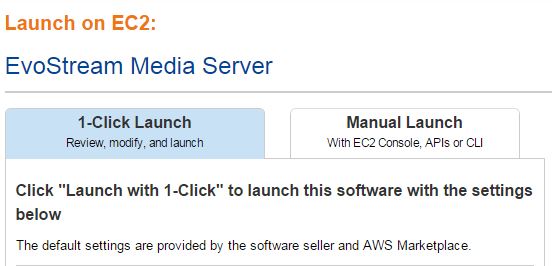 Launch on EC2:
EvoStream Media Server
1-Click Launch
Review, modify, and launch
Manual Launch
With EC2 Console, APIs or CLI
Click "Launch with 1-Click" to launch this software with the settings
below
The default settings are provided by the software seller and AWS Marketplace.